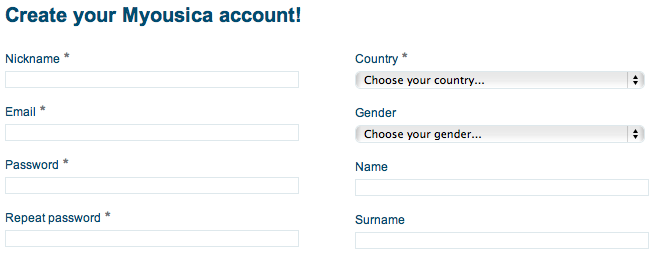 Create your Myousica account!
Nickname *
Email *
Password *
Repeat password *
Country *
Choose your country...
Gender
Choose your gender...
Name
Surname